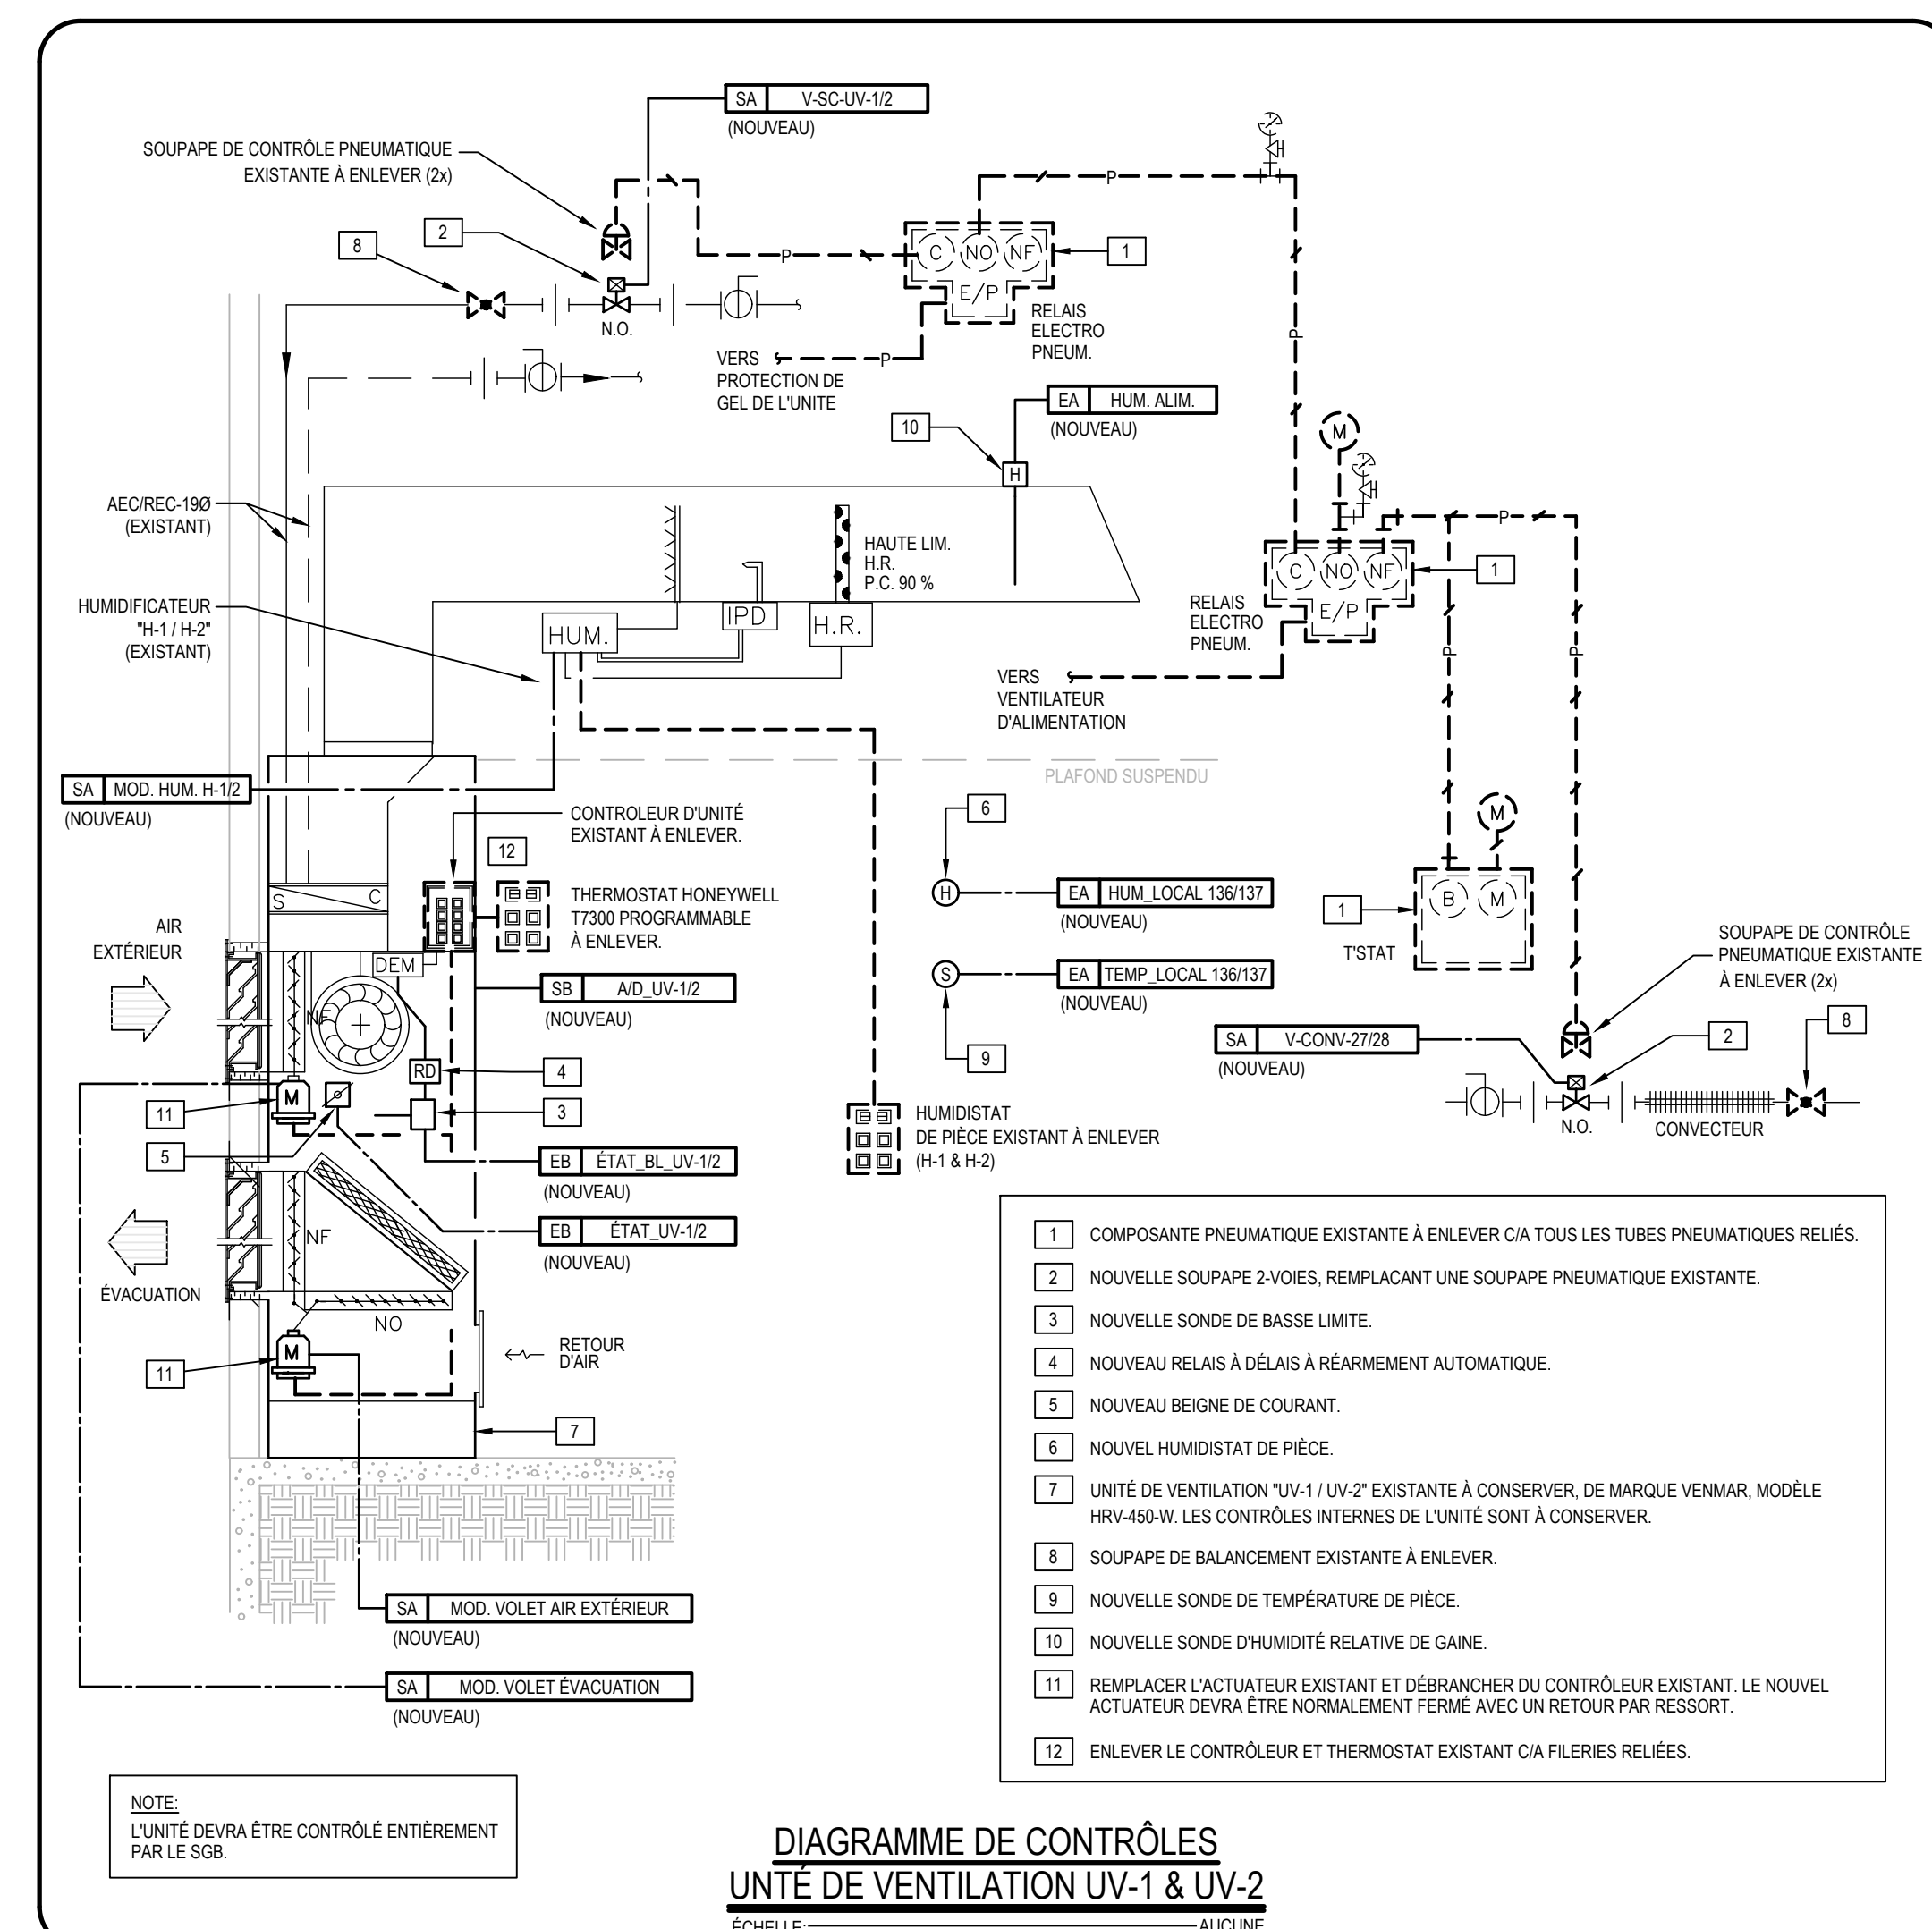 SA V-SC-UV-1/2
(NOUVEAU)
SOUPAPE DE CONTRÔLE PNEUMATIQUE
EXISTANTE À ENLEVER (2x)
8
2
N.O.
P
P
C NO NF
E/P
1
RELAIS
ELECTRO
PNEUM.
VERS
PROTECTION DE
GEL DE L'UNITE
P
P
EA HUM. ALIM.
(NOUVEAU)
10
H
M
AEC/REC-19Ø
(EXISTANT)
HAUTE LIM.
H.R.
P.C. 90 %
HUMIDIFICATEUR
"H-1 / H-2"
(EXISTANT)
HUM.
IPD
H.R.
P
C NO NF
E/P
1
RELAIS
ELECTRO
PNEUM.
VERS
VENTILATEUR
D'ALIMENTATION
P
P
PLAFOND SUSPENDU
SA MOD. HUM. H-1/2
(NOUVEAU)
CONTROLEUR D'UNITÉ
EXISTANT À ENLEVER.
12
THERMOSTAT HONEYWELL
T7300 PROGRAMMABLE
À ENLEVER.
6
H
EA HUM_LOCAL 136/137
(NOUVEAU)
S
EA TEMP_LOCAL 136/137
(NOUVEAU)
9
M
B M
1
T'STAT
SOUPAPE DE CONTRÔLE
PNEUMATIQUE EXISTANTE
À ENLEVER (2x)
S C
AIR
EXTÉRIEUR
DEM
NF
SB A/D_UV-1/2
(NOUVEAU)
SA V-CONV-27/28
(NOUVEAU)
2
8
N.O.
CONVECTEUR
RD
4
3
M
11
5
HUMIDISTAT
DE PIÈCE EXISTANT À ENLEVER
(H-1 & H-2)
EB ÉTAT_BL_UV-1/2
(NOUVEAU)
EB ÉTAT_UV-1/2
(NOUVEAU)
NF
ÉVACUATION
NO
M
11
RETOUR
D'AIR
7
SA MOD. VOLET AIR EXTÉRIEUR
(NOUVEAU)
SA MOD. VOLET ÉVACUATION
(NOUVEAU)
1 COMPOSANTE PNEUMATIQUE EXISTANTE À ENLEVER C/A TOUS LES TUBES PNEUMATIQUES RELIÉS.
2 NOUVELLE SOUPAPE 2-VOIES, REMPLACANT UNE SOUPAPE PNEUMATIQUE EXISTANTE.
3 NOUVELLE SONDE DE BASSE LIMITE.
4 NOUVEAU RELAIS À DÉLAIS À RÉARMEMENT AUTOMATIQUE.
5 NOUVEAU BEIGNE DE COURANT.
6 NOUVEL HUMIDISTAT DE PIÈCE.
7 UNITÉ DE VENTILATION "UV-1 / UV-2" EXISTANTE À CONSERVER, DE MARQUE VENMAR, MODÈLE
HRV-450-W. LES CONTRÔLES INTERNES DE L'UNITÉ SONT À CONSERVER.
8 SOUPAPE DE BALANCEMENT EXISTANTE À ENLEVER.
9 NOUVELLE SONDE DE TEMPÉRATURE DE PIÈCE.
10 NOUVELLE SONDE D'HUMIDITÉ RELATIVE DE GAINE.
11 REMPLACER L'ACTUATEUR EXISTANT ET DÉBRANCHER DU CONTRÔLEUR EXISTANT. LE NOUVEL
ACTUATEUR DEVRA ÊTRE NORMALEMENT FERMÉ AVEC UN RETOUR PAR RESSORT.
12 ENLEVER LE CONTRÔLEUR ET THERMOSTAT EXISTANT C/A FILERIES RELIÉES.
NOTE:
L'UNITÉ DEVRA ÊTRE CONTRÔLÉ ENTIÈREMENT
PAR LE SGB.
DIAGRAMME DE CONTRÔLES
UNTÉ DE VENTILATION UV-1 & UV-2
ÉCHELLE: AUCUNE